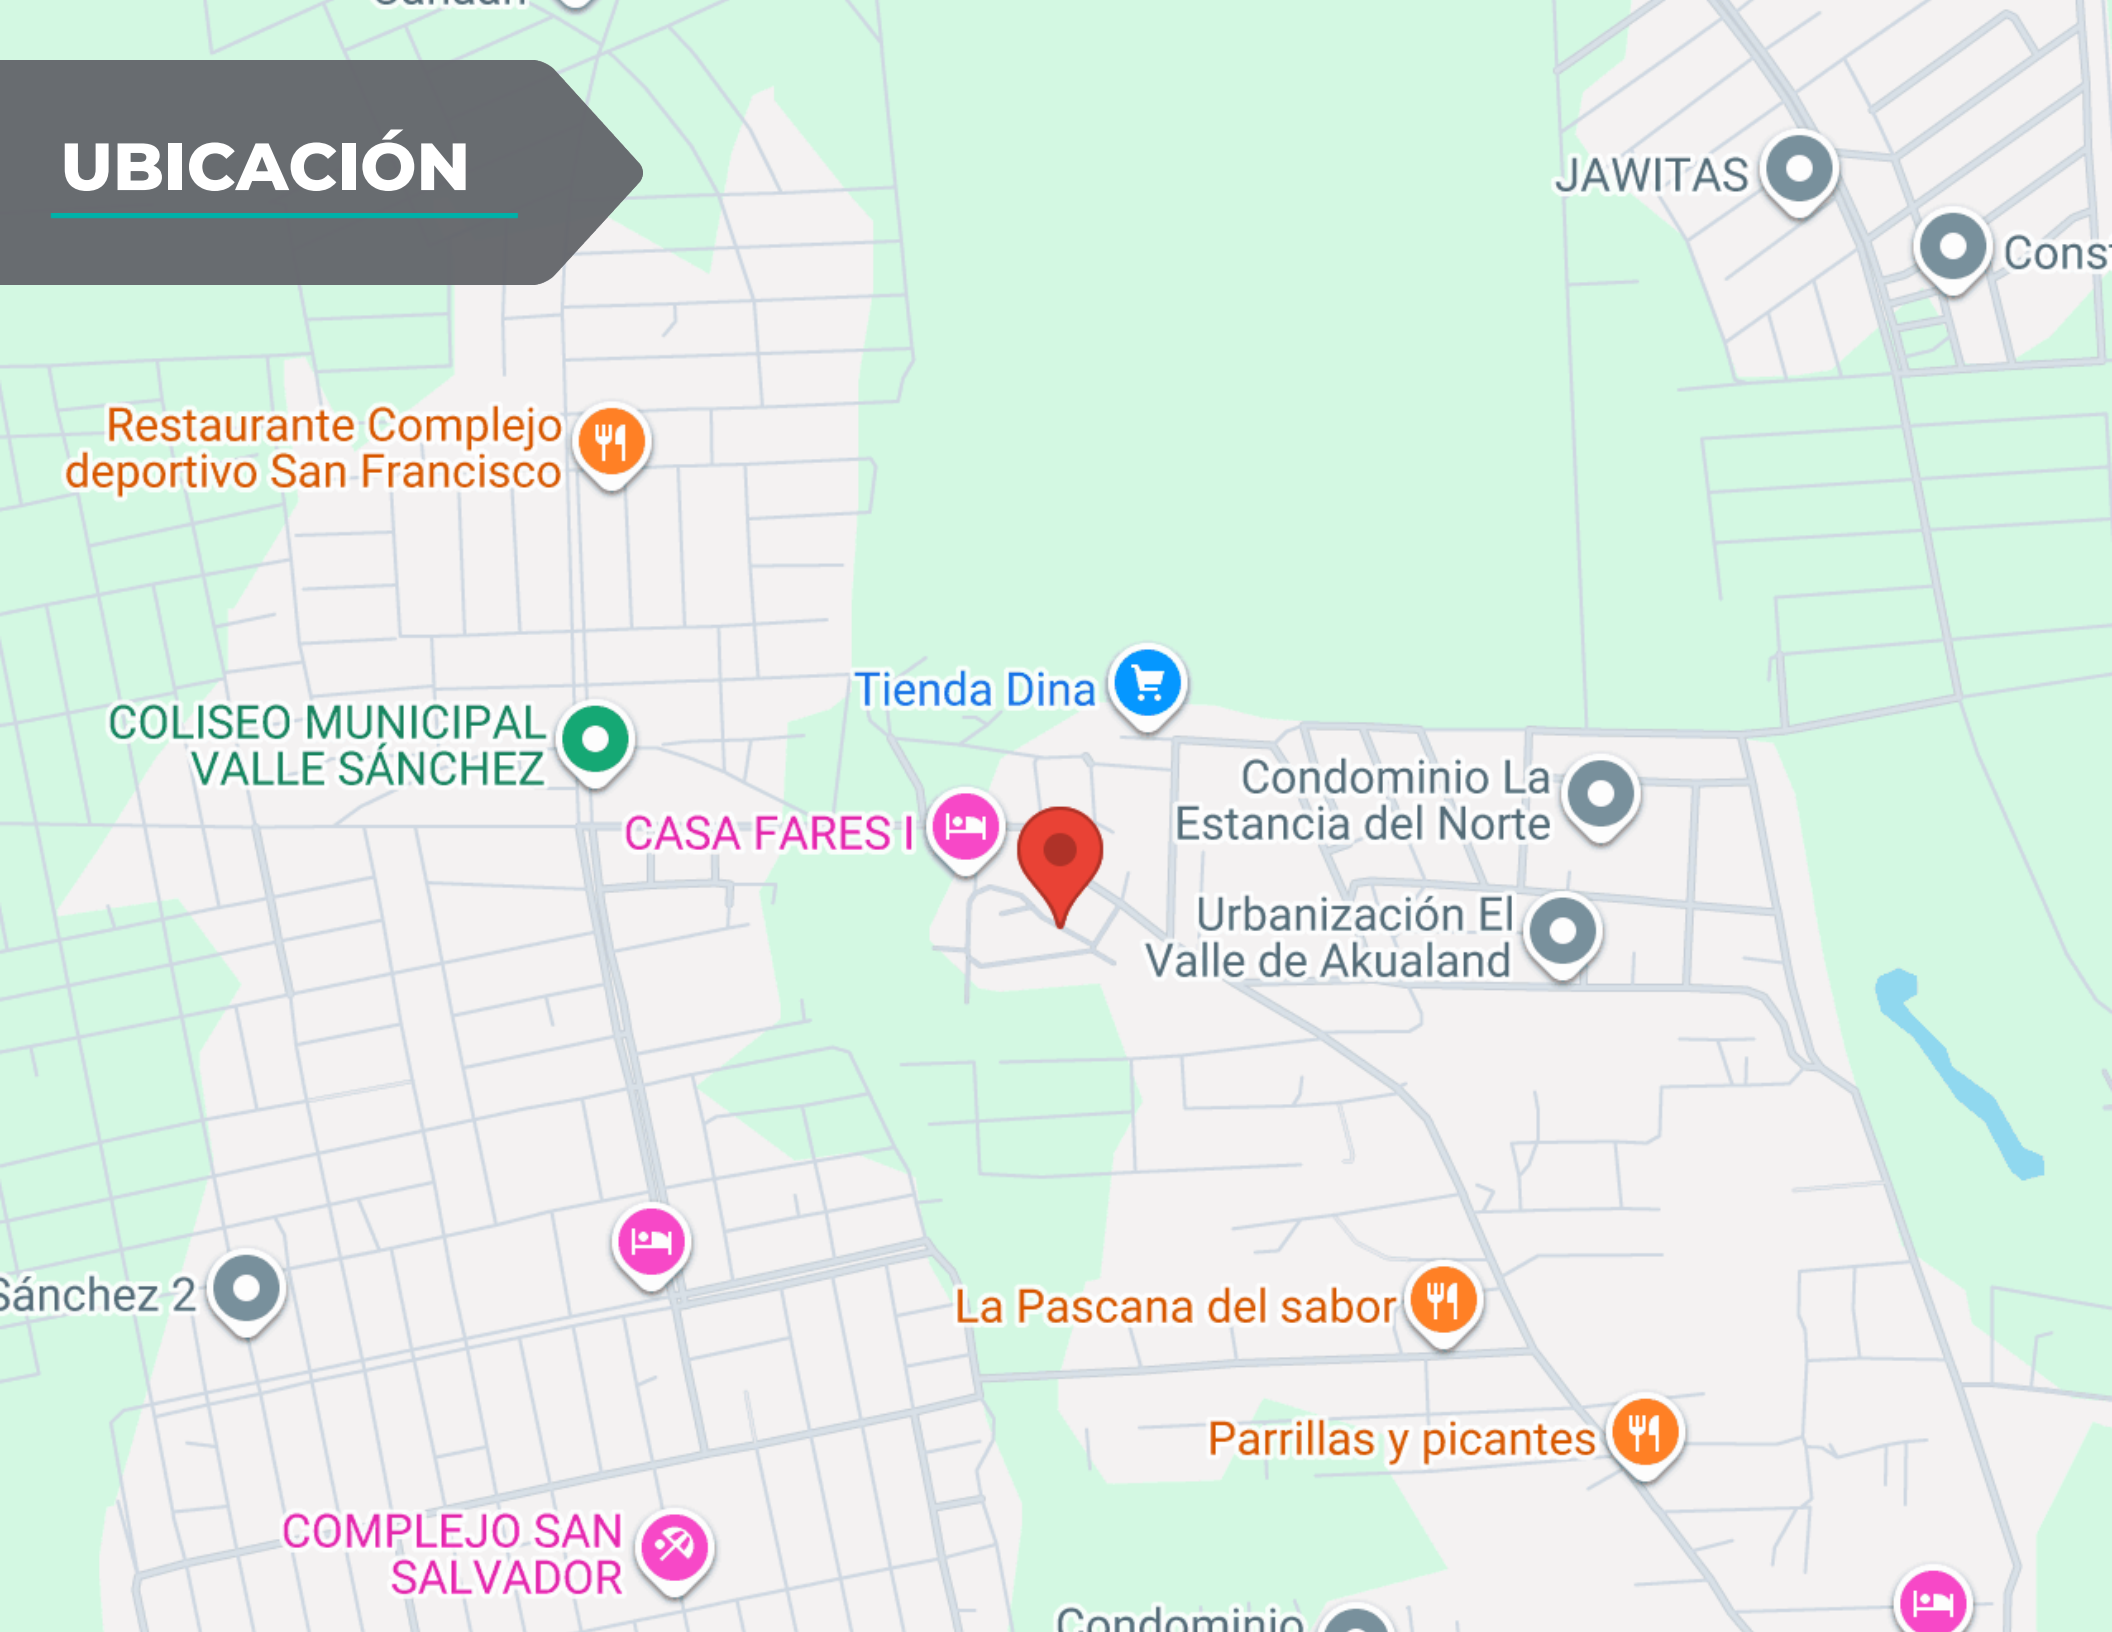 UBICACIÓN
JAWITAS
Restaurante Complejo
deportivo San Francisco
Tienda Dina
COLISEO MUNICIPAL
VALLE SÁNCHEZ
Condominio La
Estancia del Norte
CASA FARES I
Urbanización El
Valle de Akualand
Sánchez 2
La Pascana del sabor
Parrillas y picantes
COMPLEJO SAN
SALVADOR
Condominio